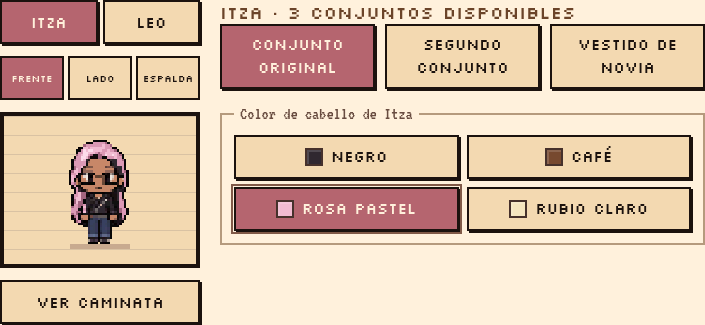 ITZA
LEO
FRENTE
LADO
ESPALDA
VER CAMINATA
ITZA · 3 CONJUNTOS DISPONIBLES
CONJUNTO
ORIGINAL
SEGUNDO
CONJUNTO
VESTIDO DE
NOVIA
Color de cabello de Itza
NEGRO
CAFÉ
ROSA PASTEL
RUBIO CLARO